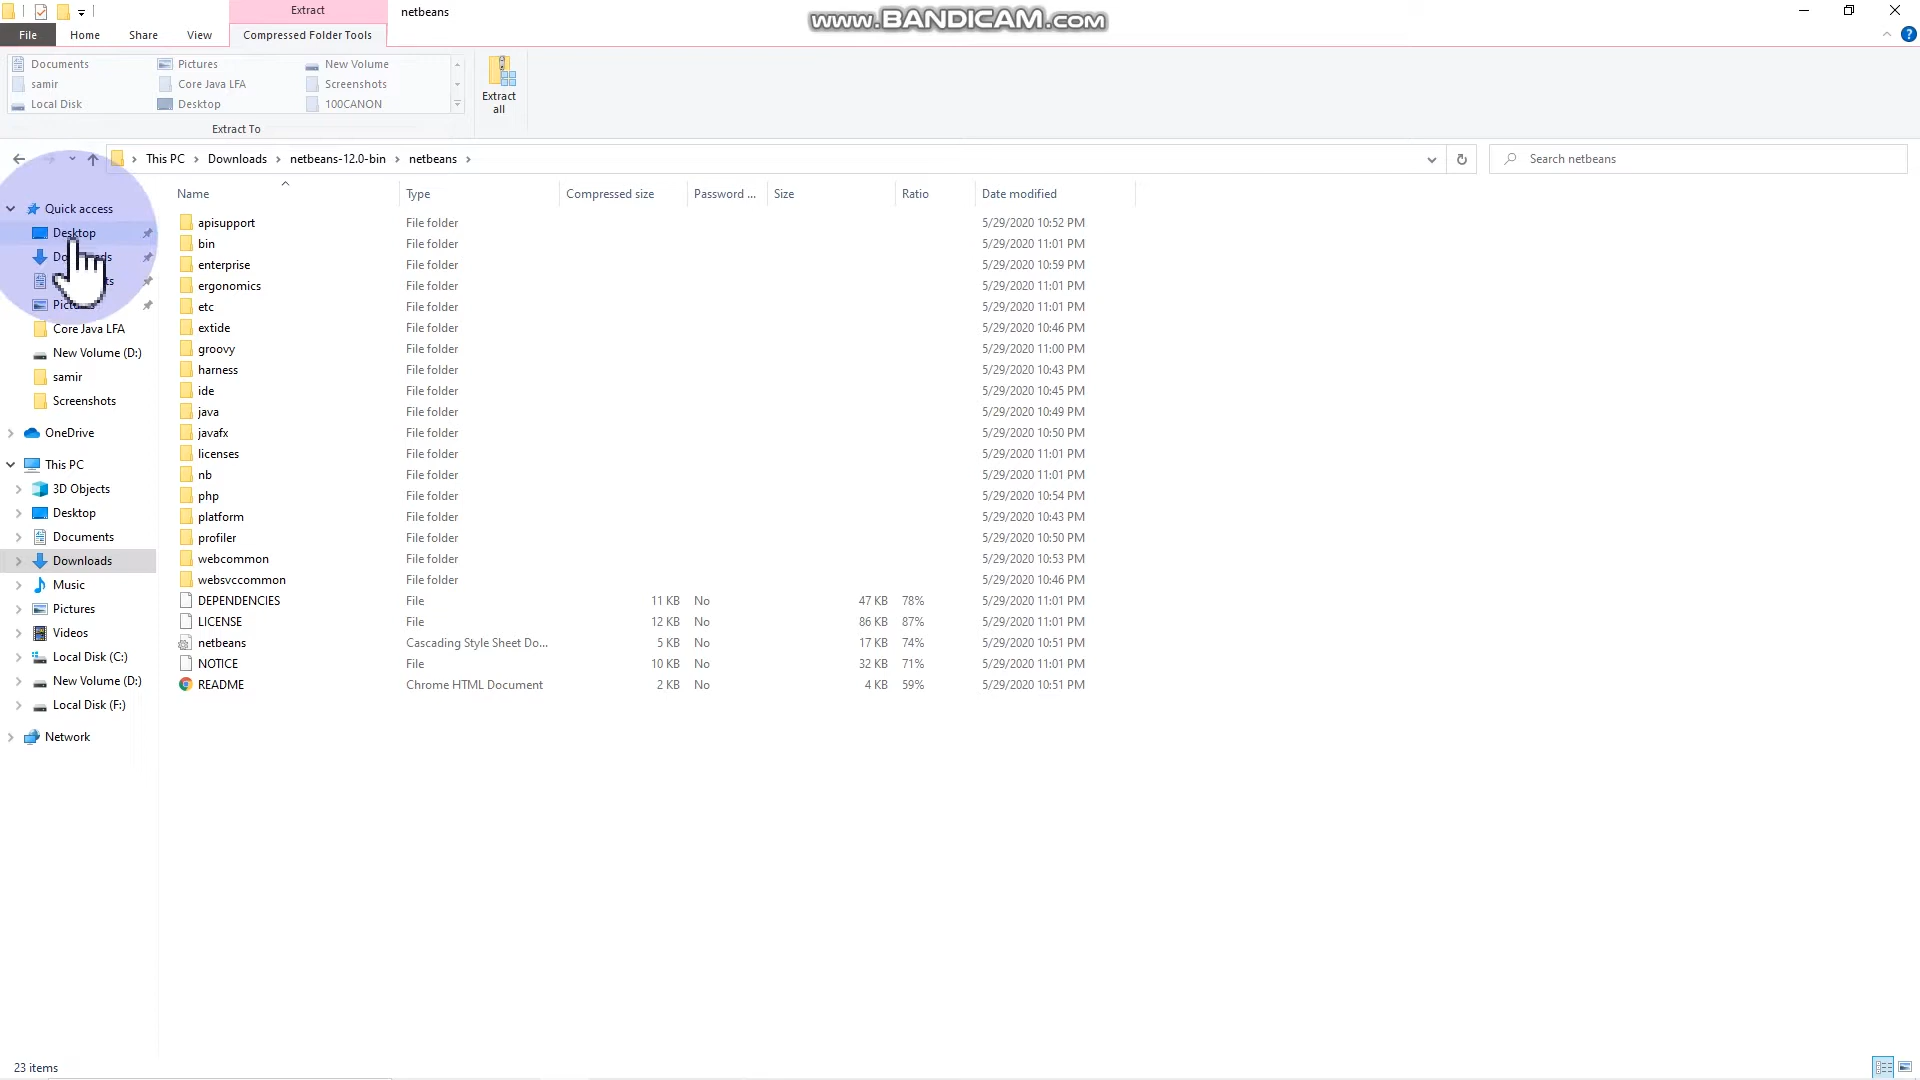 Extract
netbeans
www.BANDICAM.com
File
Home
Share
View
Compressed Folder Tools
Documents
Pictures
New Volume
samir
Core Java LFA
Screenshots
Local Disk
Desktop
100CANON
Extract To
Extract
all
This PC
Downloads
netbeans-12.0-bin
netbeans
Search netbeans
Name
Type
Compressed size
Password ...
Size
Ratio
Date modified
Quick access
Desktop
Core Java LFA
New Volume (D:)
samir
Screenshots
OneDrive
This PC
3D Objects
Desktop
Documents
Downloads
Music
Pictures
Videos
Local Disk (C:)
New Volume (D:)
Local Disk (F:)
Network
apisupport File folder 5/29/2020 10:52 PM
bin File folder 5/29/2020 11:01 PM
enterprise File folder 5/29/2020 10:59 PM
ergonomics File folder 5/29/2020 11:01 PM
etc File folder 5/29/2020 11:01 PM
extide File folder 5/29/2020 10:46 PM
groovy File folder 5/29/2020 11:00 PM
harness File folder 5/29/2020 10:43 PM
ide File folder 5/29/2020 10:45 PM
java File folder 5/29/2020 10:49 PM
javafx File folder 5/29/2020 10:50 PM
licenses File folder 5/29/2020 11:01 PM
nb File folder 5/29/2020 11:01 PM
php File folder 5/29/2020 10:54 PM
platform File folder 5/29/2020 10:43 PM
profiler File folder 5/29/2020 10:50 PM
webcommon File folder 5/29/2020 10:53 PM
websvccommon File folder 5/29/2020 10:46 PM
DEPENDENCIES File 11 KB No 47 KB 78% 5/29/2020 11:01 PM
LICENSE File 12 KB No 86 KB 87% 5/29/2020 11:01 PM
netbeans Cascading Style Sheet Do... 5 KB No 17 KB 74% 5/29/2020 10:51 PM
NOTICE File 10 KB No 32 KB 71% 5/29/2020 11:01 PM
README Chrome HTML Document 2 KB No 4 KB 59% 5/29/2020 10:51 PM
23 items